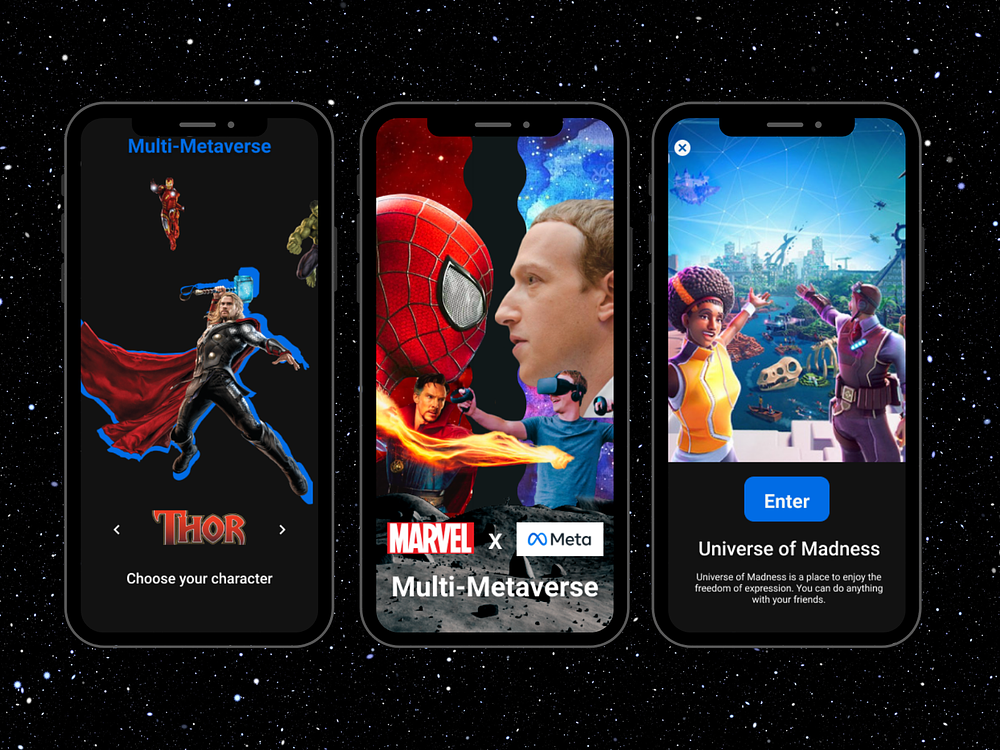 Multi-Metaverse
THOR
Choose your character
MARVEL x Meta
Multi-Metaverse
Enter
Universe of Madness
Universe of Madness is a place to enjoy the
freedom of expression. You can do anything
with your friends.